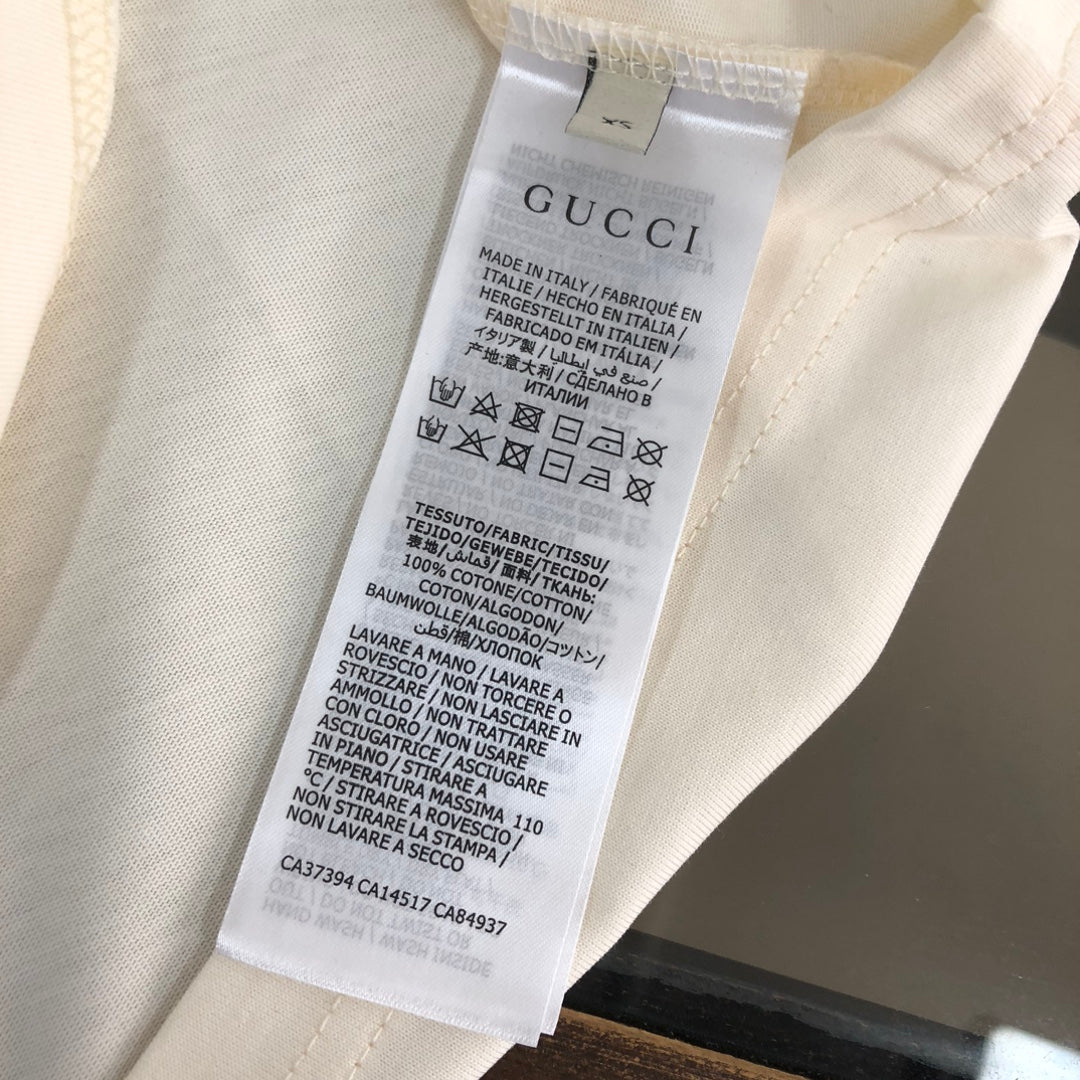 XS
GUCCI
MADE IN ITALY / FABRIQUÉ EN
ITALIE / HECHO EN ITALIA /
HERGESTELLT IN ITALIEN /
FABRICADO EM ITÁLIA /
イタリア製 / صنع في إيطاليا /
产地:意大利 / СДЕЛАНО В
ИТАЛИИ
TESSUTO/FABRIC/TISSU/
TEJIDO/GEWEBE/TECIDO/
表地/قماش/面料/ТКАНЬ:
100% COTONE/COTTON/
COTON/ALGODON/
BAUMWOLLE/ALGODÃO/コットン/
قطن/棉/ХЛОПОК
LAVARE A MANO / LAVARE A
ROVESCIO / NON TORCERE O
STRIZZARE / NON LASCIARE IN
AMMOLLO / NON TRATTARE
CON CLORO / NON USARE
ASCIUGATRICE / ASCIUGARE
IN PIANO / STIRARE A
TEMPERATURA MASSIMA 110
°C / STIRARE A ROVESCIO /
NON STIRARE LA STAMPA /
NON LAVARE A SECCO
CA37394 CA14517 CA84937